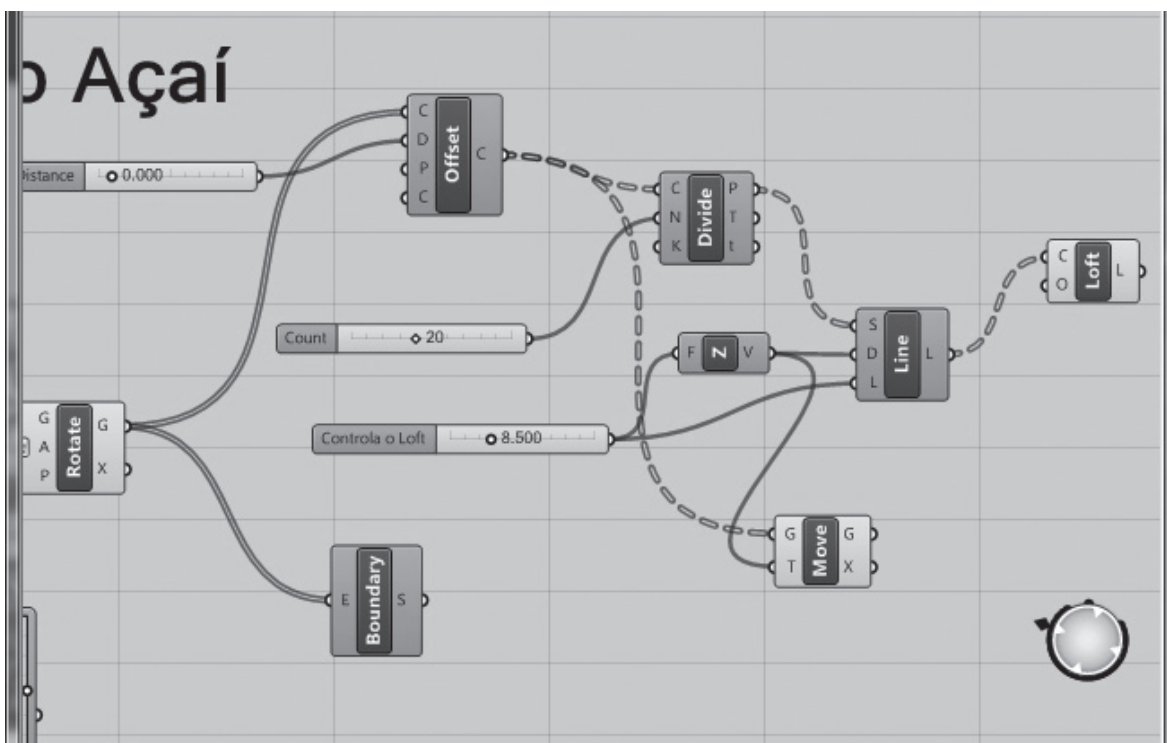 o Açaí
Distance 0.000
C
D
P
C
Offset
C
C
N
K
Divide
P
T
t
C
O
Loft
L
Count 20
F
Z
V
S
D
L
Line
L
G
A
P
Rotate
G
X
Controla o Loft 8.500
G
T
Move
G
X
E
Boundary
S